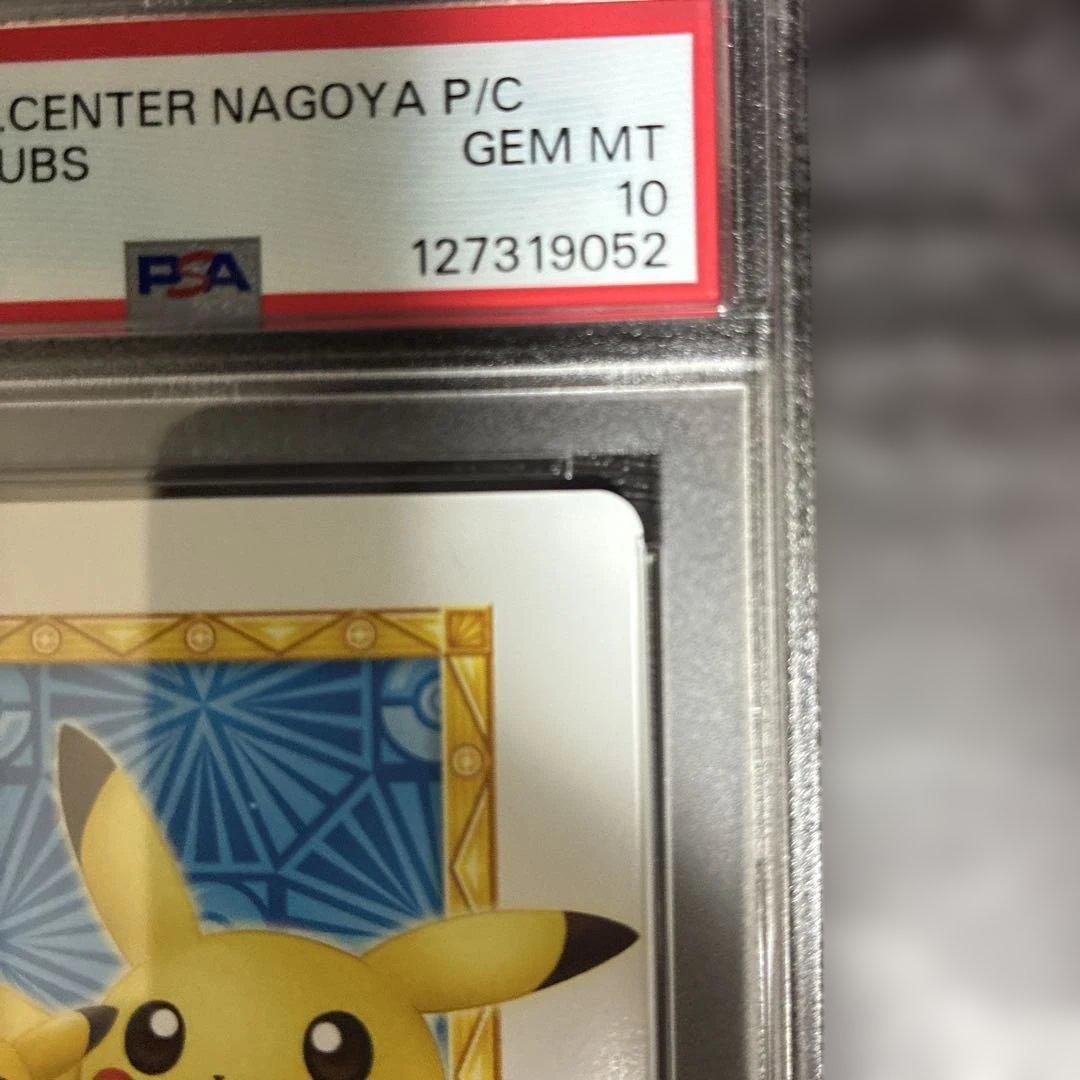 .CENTER NAGOYA P/C
UBS
GEM MT
10
PSA
127319052